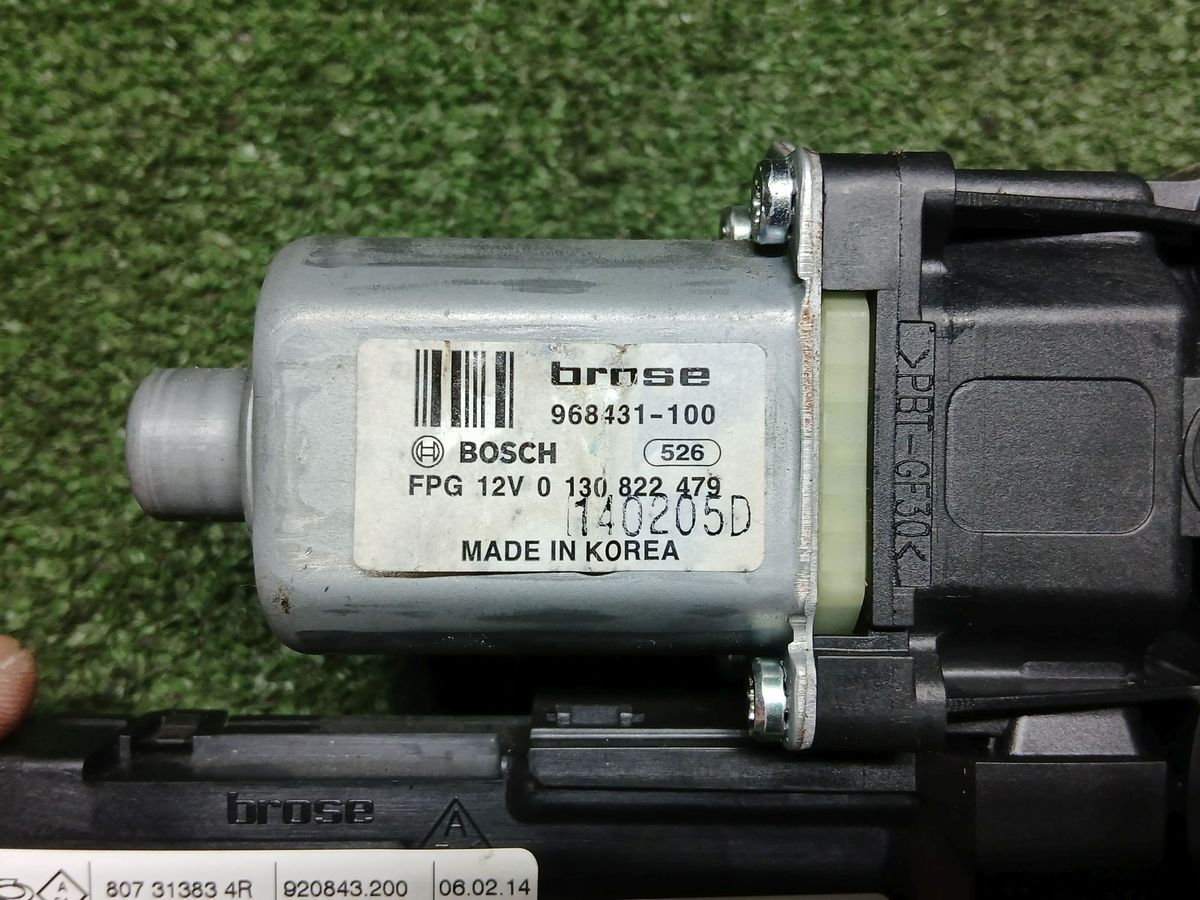 brose
968431-100
BOSCH 526
FPG 12V 0 130 822 479
140205D
MADE IN KOREA
>PBT-GF30<
brose
A
A
807 31383 4R 920843.200 06.02.14